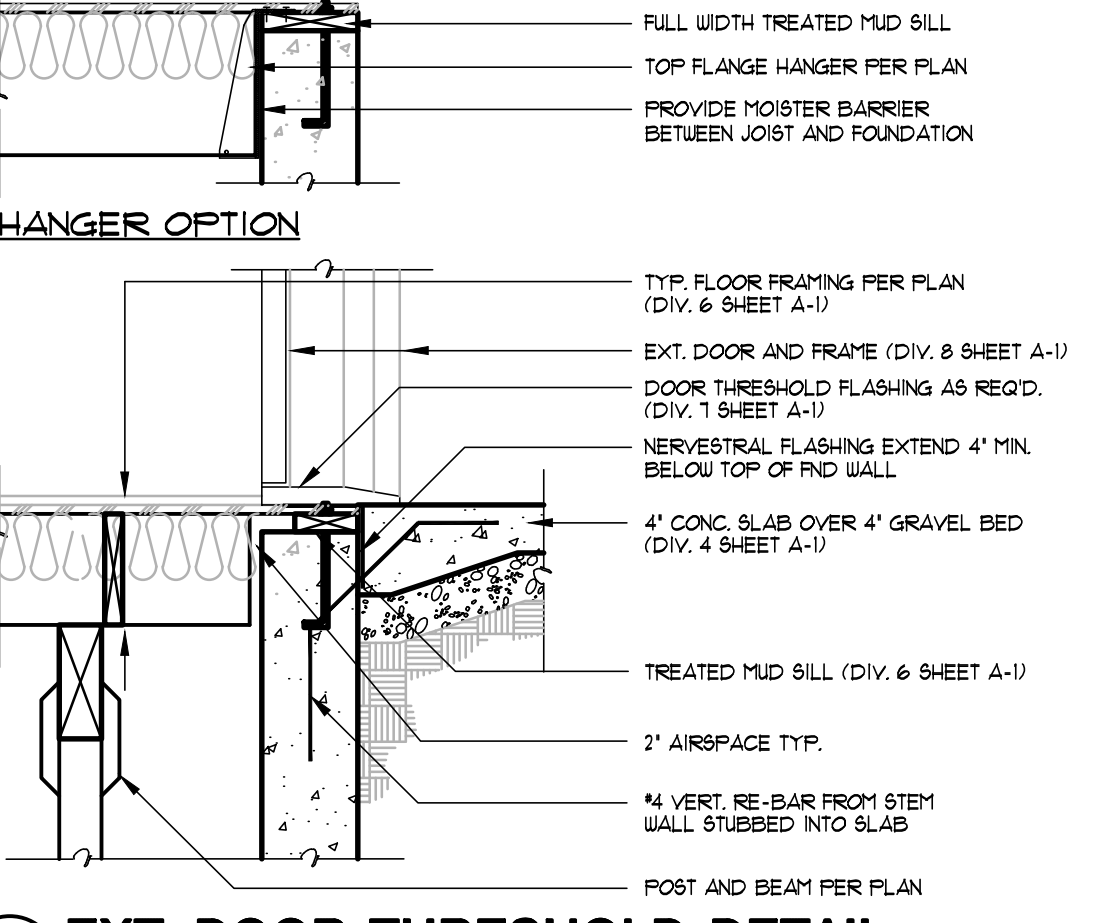 FULL WIDTH TREATED MUD SILL
TOP FLANGE HANGER PER PLAN
PROVIDE MOISTER BARRIER
BETWEEN JOIST AND FOUNDATION
HANGER OPTION
TYP. FLOOR FRAMING PER PLAN
(DIV. 6 SHEET A-1)
EXT. DOOR AND FRAME (DIV. 8 SHEET A-1)
DOOR THRESHOLD FLASHING AS REQ'D.
(DIV. 7 SHEET A-1)
NERVESTRAL FLASHING EXTEND 4" MIN.
BELOW TOP OF FND WALL
4" CONC. SLAB OVER 4" GRAVEL BED
(DIV. 4 SHEET A-1)
TREATED MUD SILL (DIV. 6 SHEET A-1)
2" AIRSPACE TYP.
#4 VERT. RE-BAR FROM STEM
WALL STUBBED INTO SLAB
POST AND BEAM PER PLAN
EXT. DOOR THRESHOLD DETAIL